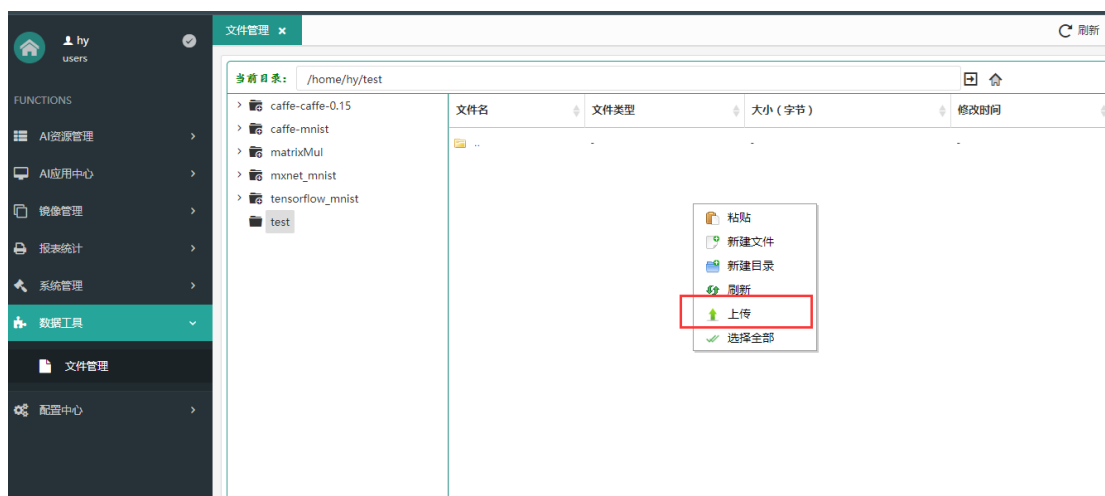 hy
users
FUNCTIONS
AI资源管理
AI应用中心
镜像管理
报表统计
系统管理
数据工具
文件管理
配置中心
文件管理 ×
刷新
当前目录： /home/hy/test
caffe-caffe-0.15
caffe-mnist
matrixMul
mxnet_mnist
tensorflow_mnist
test
文件名 文件类型 大小（字节） 修改时间
.. - - -
粘贴
新建文件
新建目录
刷新
上传
选择全部